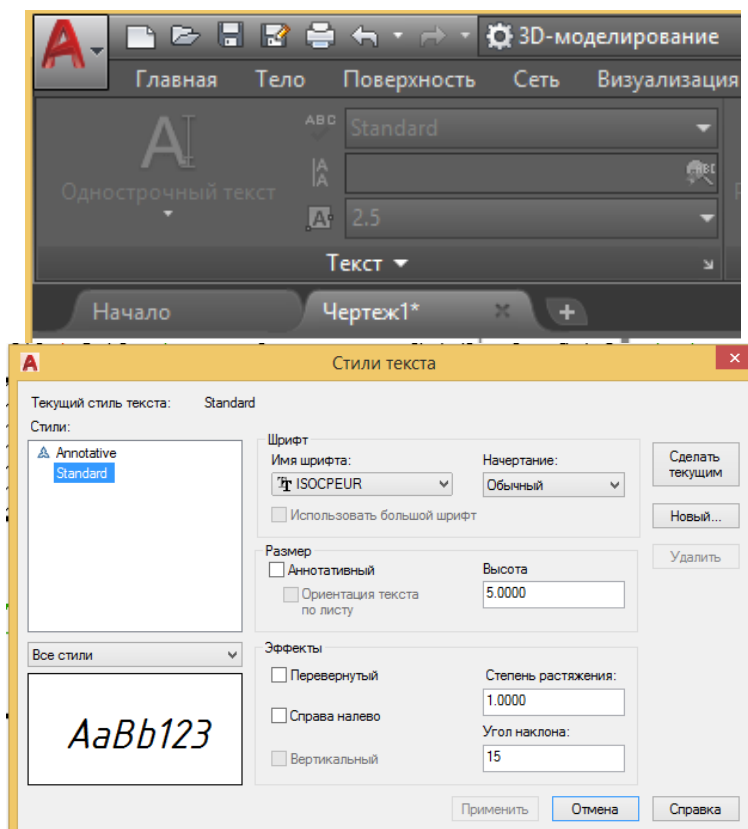 3D-моделирование
Главная Тело Поверхность Сеть Визуализация
ABC Standard
Однострочный текст
2.5
Текст
Начало Чертеж1*
Стили текста
Текущий стиль текста: Standard
Стили:
Annotative
Standard
Все стили
AaBb123
Шрифт
Имя шрифта: Начертание:
ISOCPEUR Обычный
Использовать большой шрифт
Размер
Аннотативный
Ориентация текста
по листу
Высота
5.0000
Эффекты
Перевернутый
Справа налево
Вертикальный
Степень растяжения:
1.0000
Угол наклона:
15
Сделать
текущим
Новый...
Удалить
Применить Отмена Справка